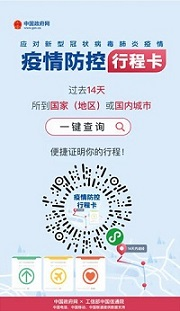 中国政府网
www.gov.cn
应对新型冠状病毒肺炎疫情
疫情防控行程卡
过去14天
所到国家（地区）或国内城市
一键查询
便捷证明你的行程！
疫情防控
行程卡
中国政府网 × 工信部中国信通院